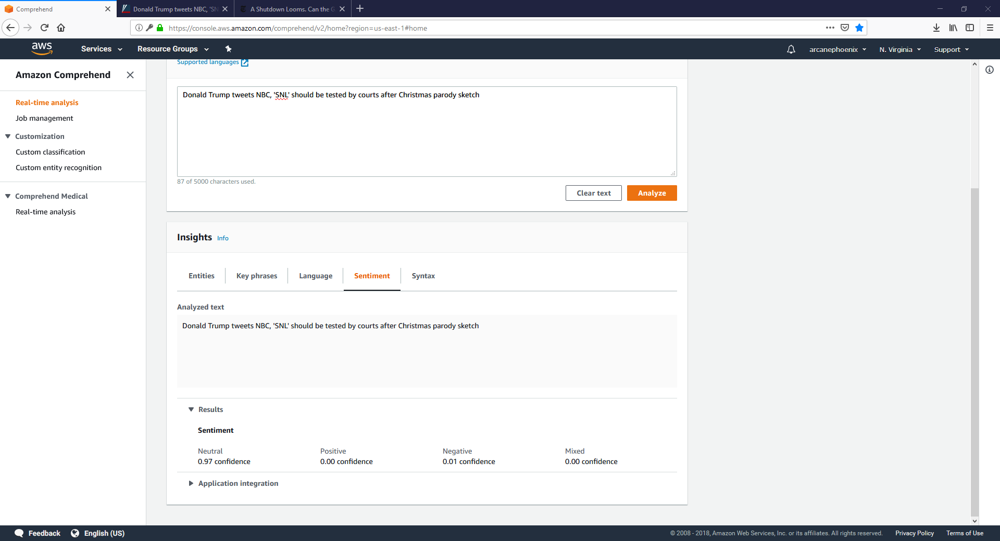 Comprehend
Donald Trump tweets NBC, 'SN
A Shutdown Looms. Can the G
https://console.aws.amazon.com/comprehend/v2/home?region=us-east-1#home
aws
Services
Resource Groups
arcanephoenix
N. Virginia
Support
Amazon Comprehend
Real-time analysis
Job management
Customization
Custom classification
Custom entity recognition
Comprehend Medical
Real-time analysis
Supported languages
Donald Trump tweets NBC, 'SNL' should be tested by courts after Christmas parody sketch
87 of 5000 characters used.
Clear text
Analyze
Insights Info
Entities
Key phrases
Language
Sentiment
Syntax
Analyzed text
Donald Trump tweets NBC, 'SNL' should be tested by courts after Christmas parody sketch
Results
Sentiment
Neutral
0.97 confidence
Positive
0.00 confidence
Negative
0.01 confidence
Mixed
0.00 confidence
Application integration
Feedback
English (US)
© 2008 - 2018, Amazon Web Services, Inc. or its affiliates. All rights reserved.
Privacy Policy
Terms of Use